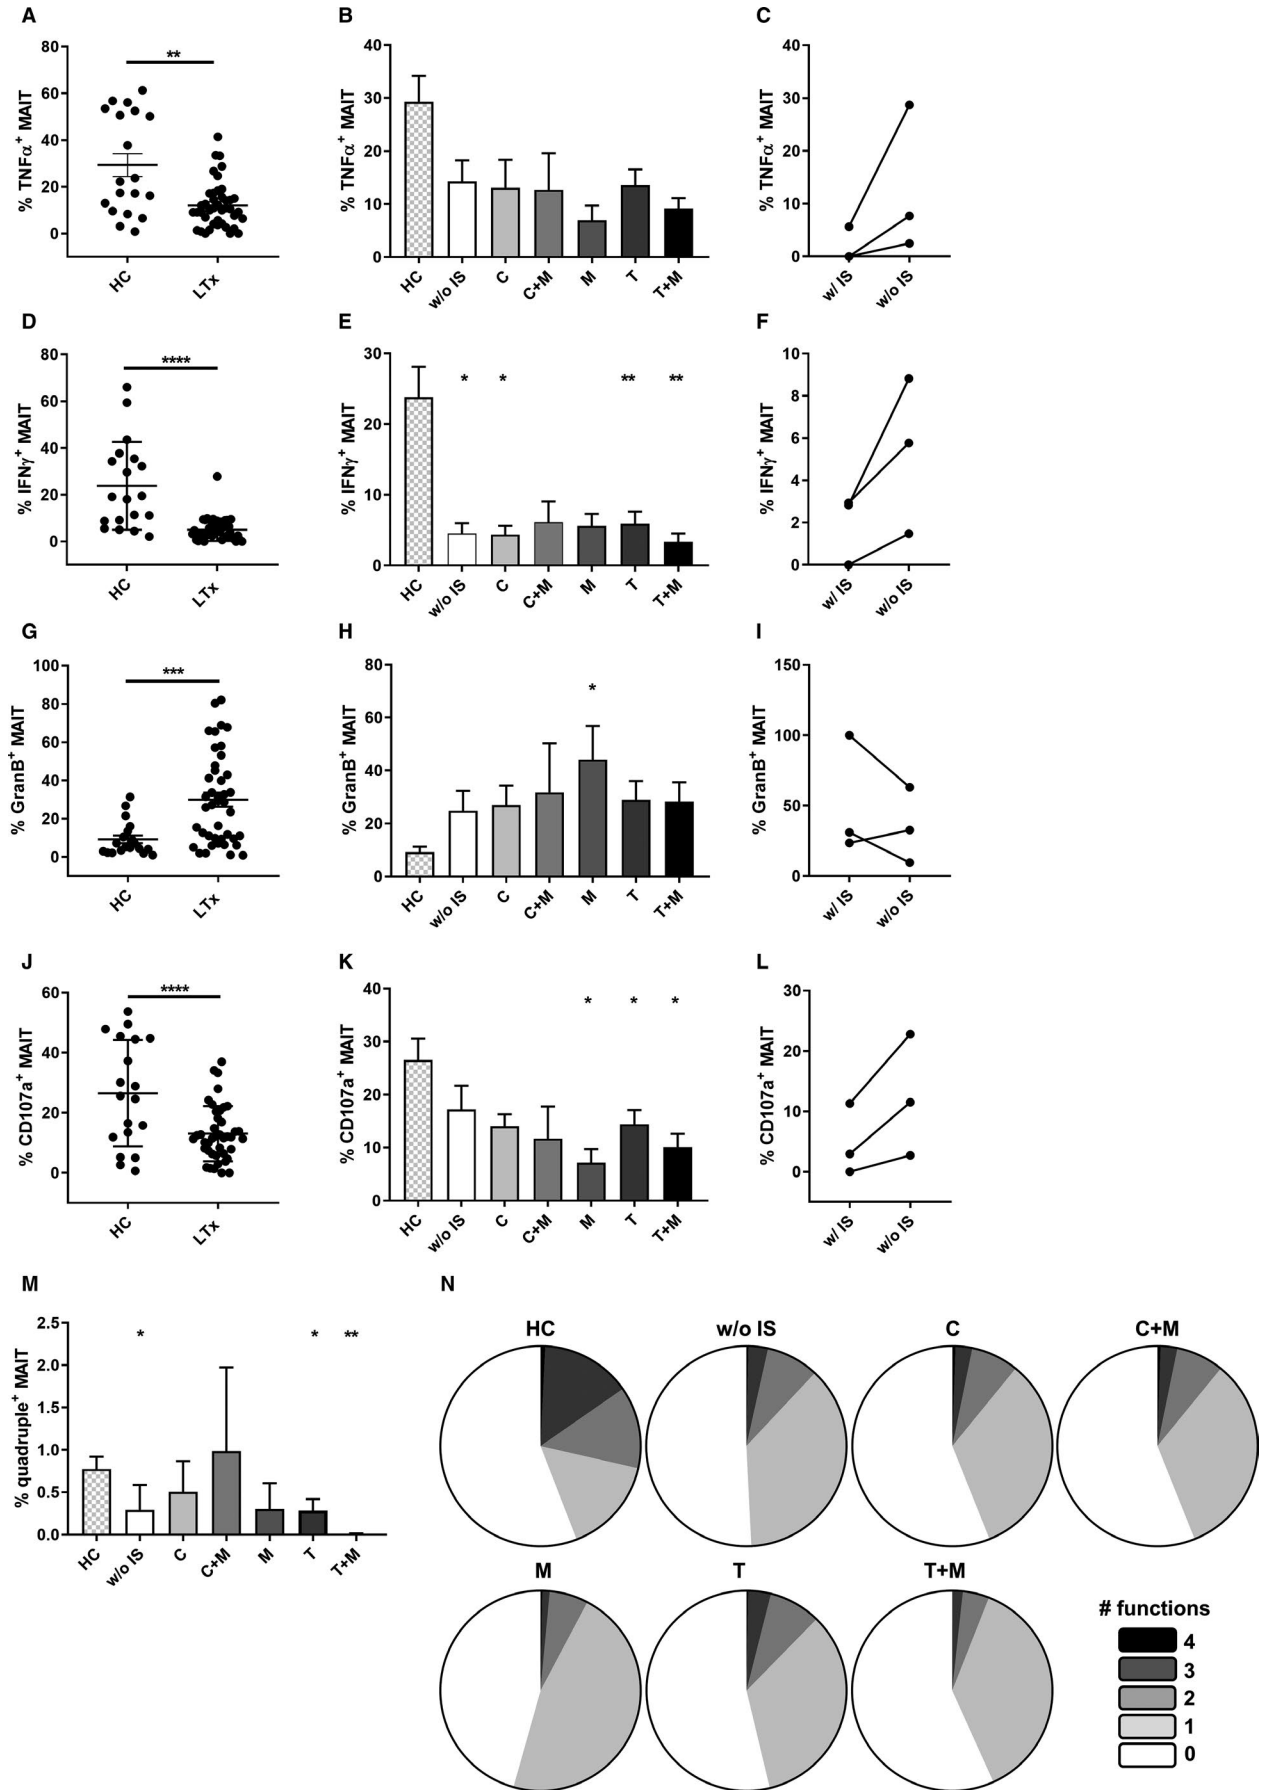 A
% TNFα⁺ MAIT
80
60
40
20
0
**
HC
LTx
B
% TNFα⁺ MAIT
40
30
20
10
0
HC
w/o IS
C
C+M
M
T
T+M
C
% TNFα⁺ MAIT
40
30
20
10
0
w/ IS
w/o IS
D
% IFNγ⁺ MAIT
80
60
40
20
0
****
HC
LTx
E
% IFNγ⁺ MAIT
30
20
10
0
* * ** **
HC
w/o IS
C
C+M
M
T
T+M
F
% IFNγ⁺ MAIT
10
8
6
4
2
0
w/ IS
w/o IS
G
% GranB⁺ MAIT
100
80
60
40
20
0
***
HC
LTx
H
% GranB⁺ MAIT
80
60
40
20
0
*
HC
w/o IS
C
C+M
M
T
T+M
I
% GranB⁺ MAIT
150
100
50
0
w/ IS
w/o IS
J
% CD107a⁺ MAIT
60
40
20
0
****
HC
LTx
K
% CD107a⁺ MAIT
40
30
20
10
0
* * *
HC
w/o IS
C
C+M
M
T
T+M
L
% CD107a⁺ MAIT
30
20
10
0
w/ IS
w/o IS
M
% quadruple⁺ MAIT
2.5
2.0
1.5
1.0
0.5
0.0
* * **
HC
w/o IS
C
C+M
M
T
T+M
N
HC
w/o IS
C
C+M
M
T
T+M
# functions
4
3
2
1
0